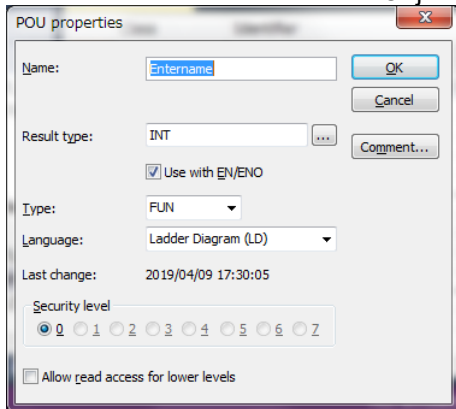 POU properties
Name:
Entername
OK
Cancel
Result type:
INT
...
Comment...
Use with EN/ENO
Type:
FUN
Language:
Ladder Diagram (LD)
Last change:
2019/04/09 17:30:05
Security level
0 1 2 3 4 5 6 7
Allow read access for lower levels